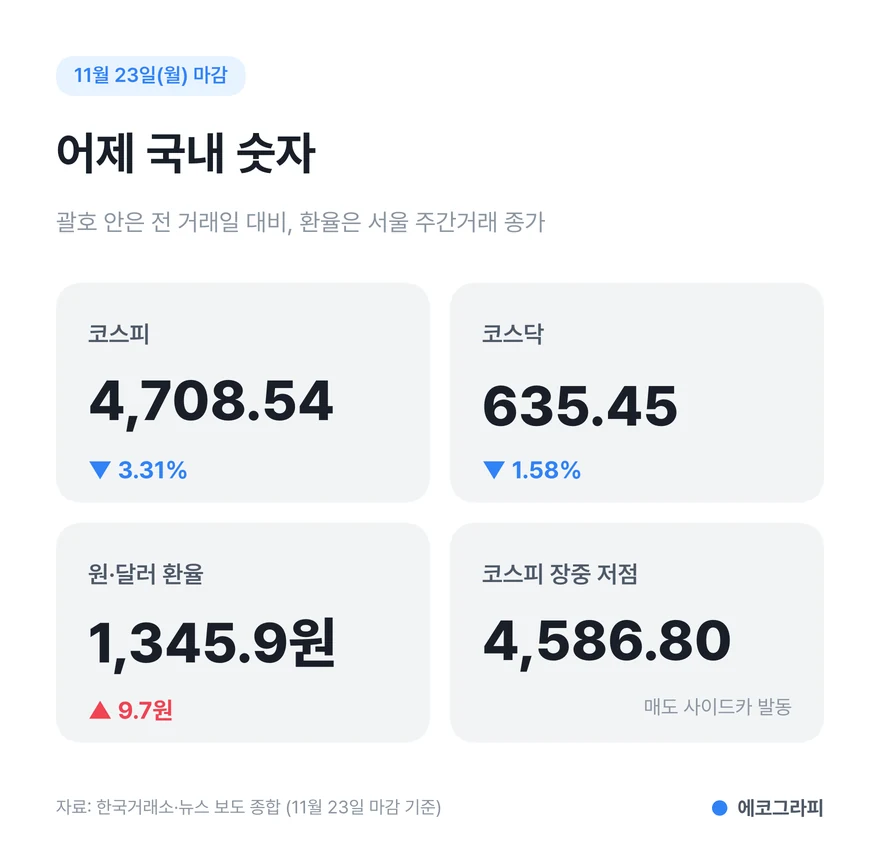 11월 23일(월) 마감
어제 국내 숫자
괄호 안은 전 거래일 대비, 환율은 서울 주간거래 종가
코스피
4,708.54
▼ 3.31%
코스닥
635.45
▼ 1.58%
원·달러 환율
1,345.9원
▲ 9.7원
코스피 장중 저점
4,586.80
매도 사이드카 발동
자료: 한국거래소·뉴스 보도 종합 (11월 23일 마감 기준)
에코그라피